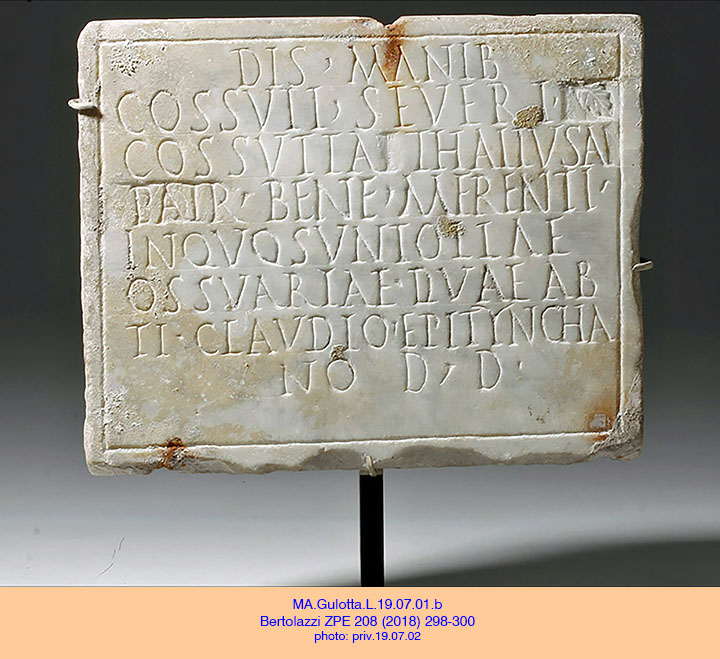 DIS, MANIB
COSSVTI, SEVERI
COSSVTIA THALLVSA
PATR, BENE, MERENTI,
IN QVO SVNT OLLAE
OSSVARIAE·DVAE AB
TI·CLAVDIO·EPITYNCHA
NO D, D·
MA.Gulotta.L.19.07.01.b
Bertolazzi ZPE 208 (2018) 298-300
photo: priv.19.07.02